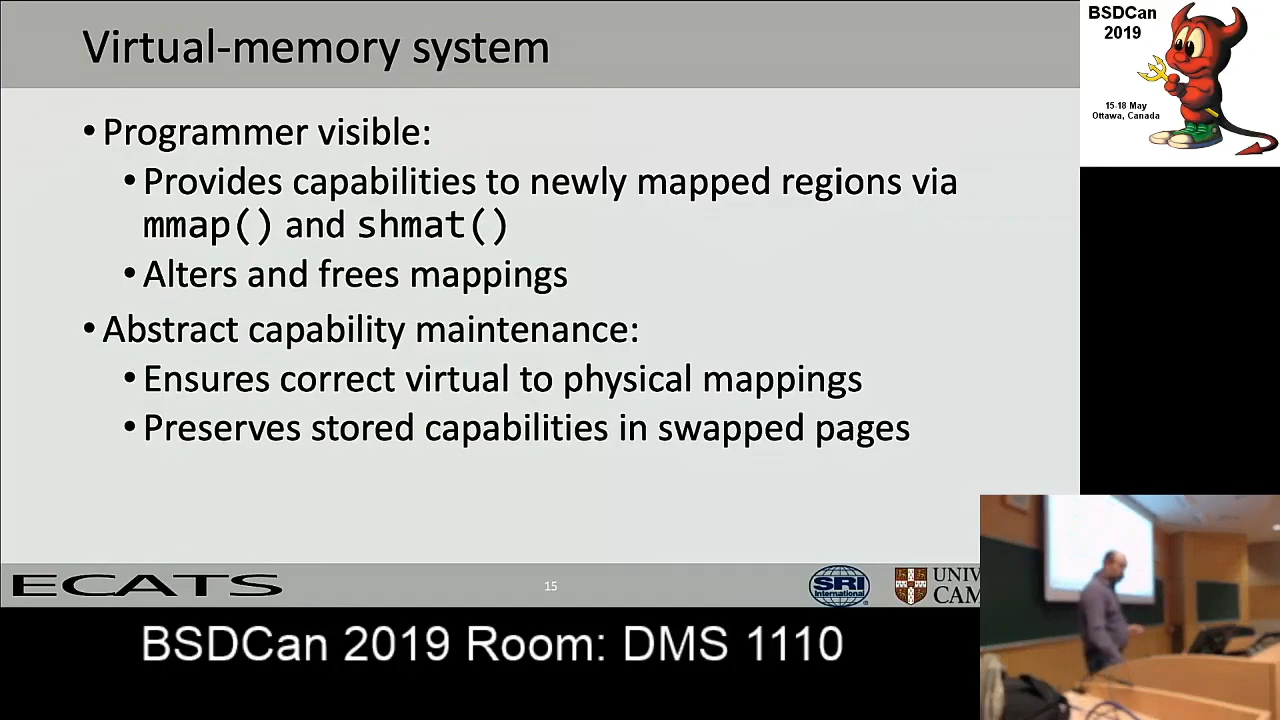 Virtual-memory system
• Programmer visible:
• Provides capabilities to newly mapped regions via
mmap() and shmat()
• Alters and frees mappings
• Abstract capability maintenance:
• Ensures correct virtual to physical mappings
• Preserves stored capabilities in swapped pages
ECATS
15
SRI
International
UNIV
CAM
BSDCan
2019
15-18 May
Ottawa, Canada
BSDCan 2019 Room: DMS 1110